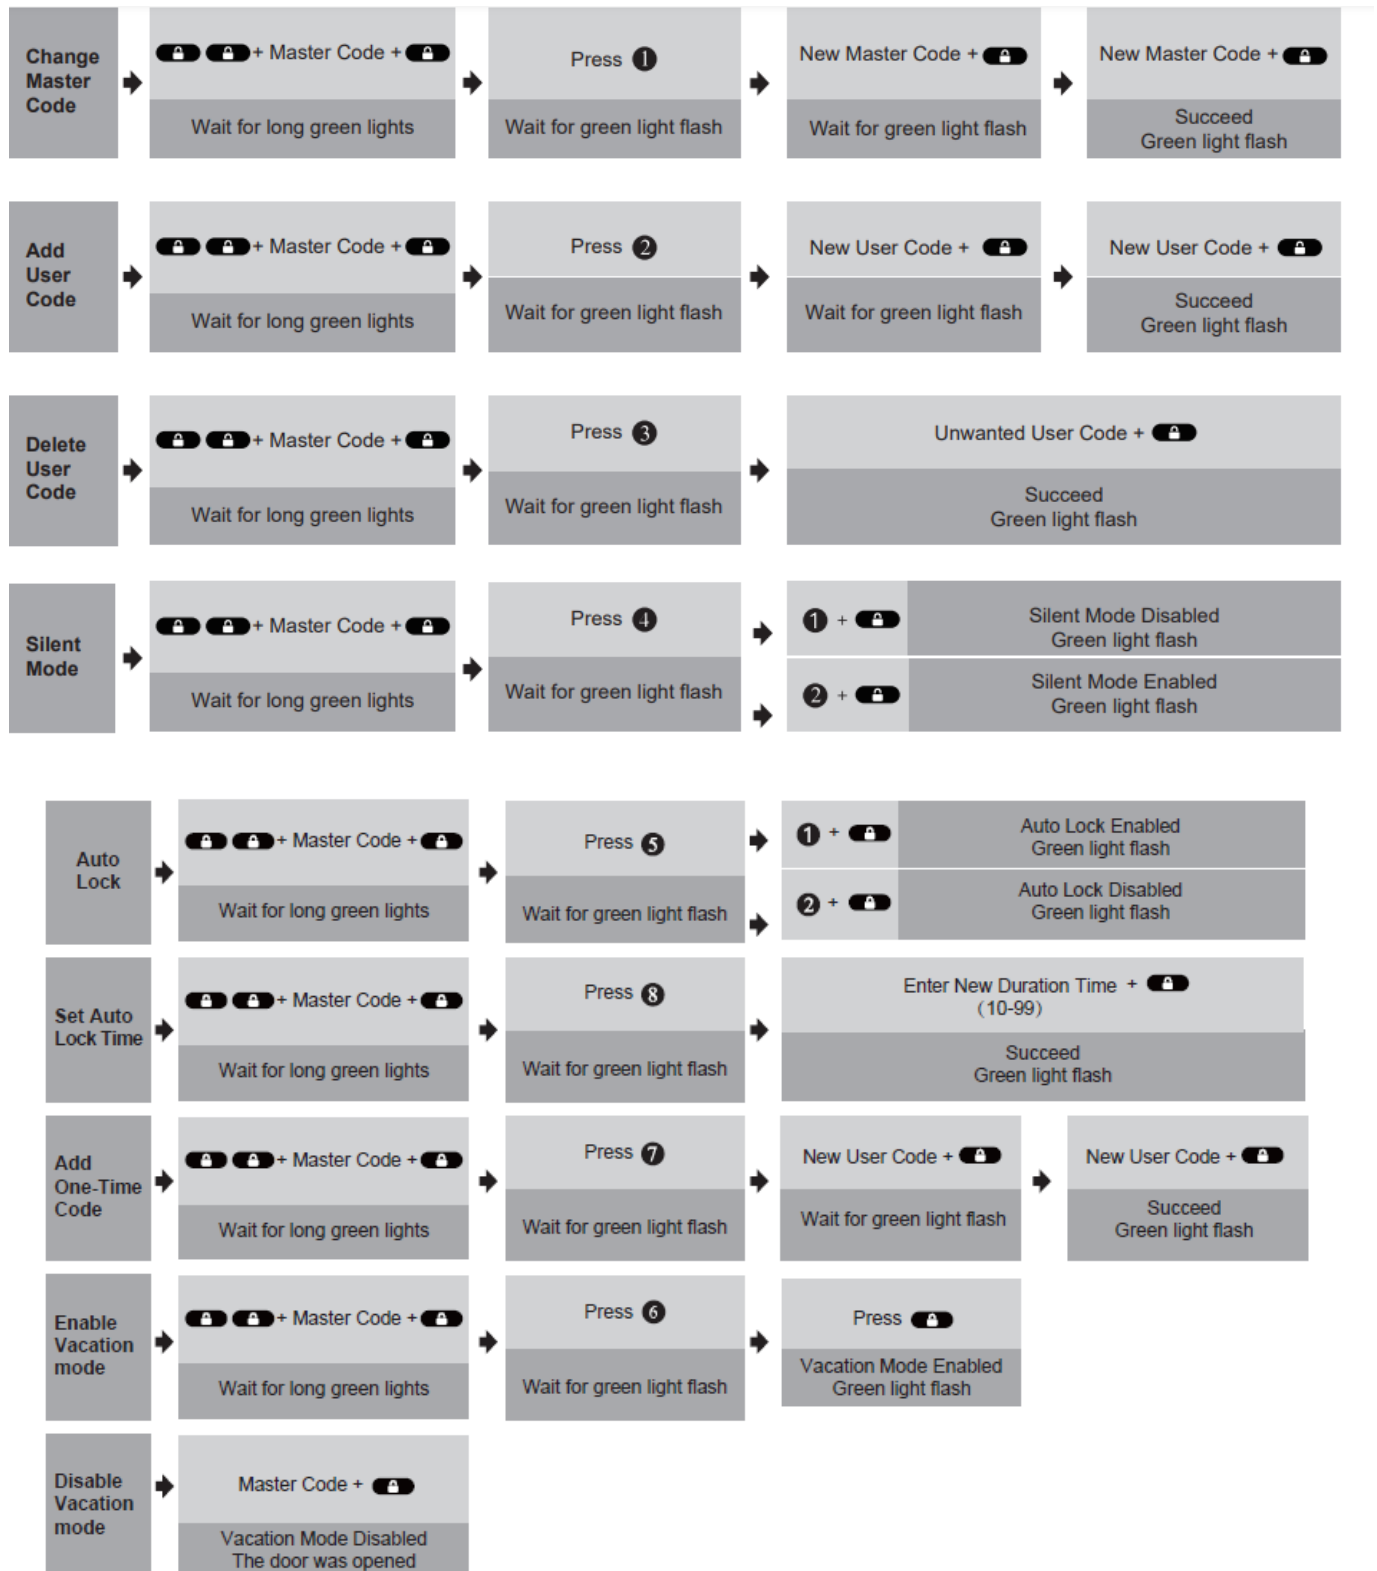 Change
Master
Code
+ Master Code +
Wait for long green lights
Press 1
Wait for green light flash
New Master Code +
Wait for green light flash
New Master Code +
Succeed
Green light flash
Add
User
Code
+ Master Code +
Wait for long green lights
Press 2
Wait for green light flash
New User Code +
Wait for green light flash
New User Code +
Succeed
Green light flash
Delete
User
Code
+ Master Code +
Wait for long green lights
Press 3
Wait for green light flash
Unwanted User Code +
Succeed
Green light flash
Silent
Mode
+ Master Code +
Wait for long green lights
Press 4
Wait for green light flash
1 +
Silent Mode Disabled
Green light flash
2 +
Silent Mode Enabled
Green light flash
Auto
Lock
+ Master Code +
Wait for long green lights
Press 5
Wait for green light flash
1 +
Auto Lock Enabled
Green light flash
2 +
Auto Lock Disabled
Green light flash
Set Auto
Lock Time
+ Master Code +
Wait for long green lights
Press 8
Wait for green light flash
Enter New Duration Time +
(10-99)
Succeed
Green light flash
Add
One-Time
Code
+ Master Code +
Wait for long green lights
Press 7
Wait for green light flash
New User Code +
Wait for green light flash
New User Code +
Succeed
Green light flash
Enable
Vacation
mode
+ Master Code +
Wait for long green lights
Press 6
Wait for green light flash
Press
Vacation Mode Enabled
Green light flash
Disable
Vacation
mode
Master Code +
Vacation Mode Disabled
The door was opened